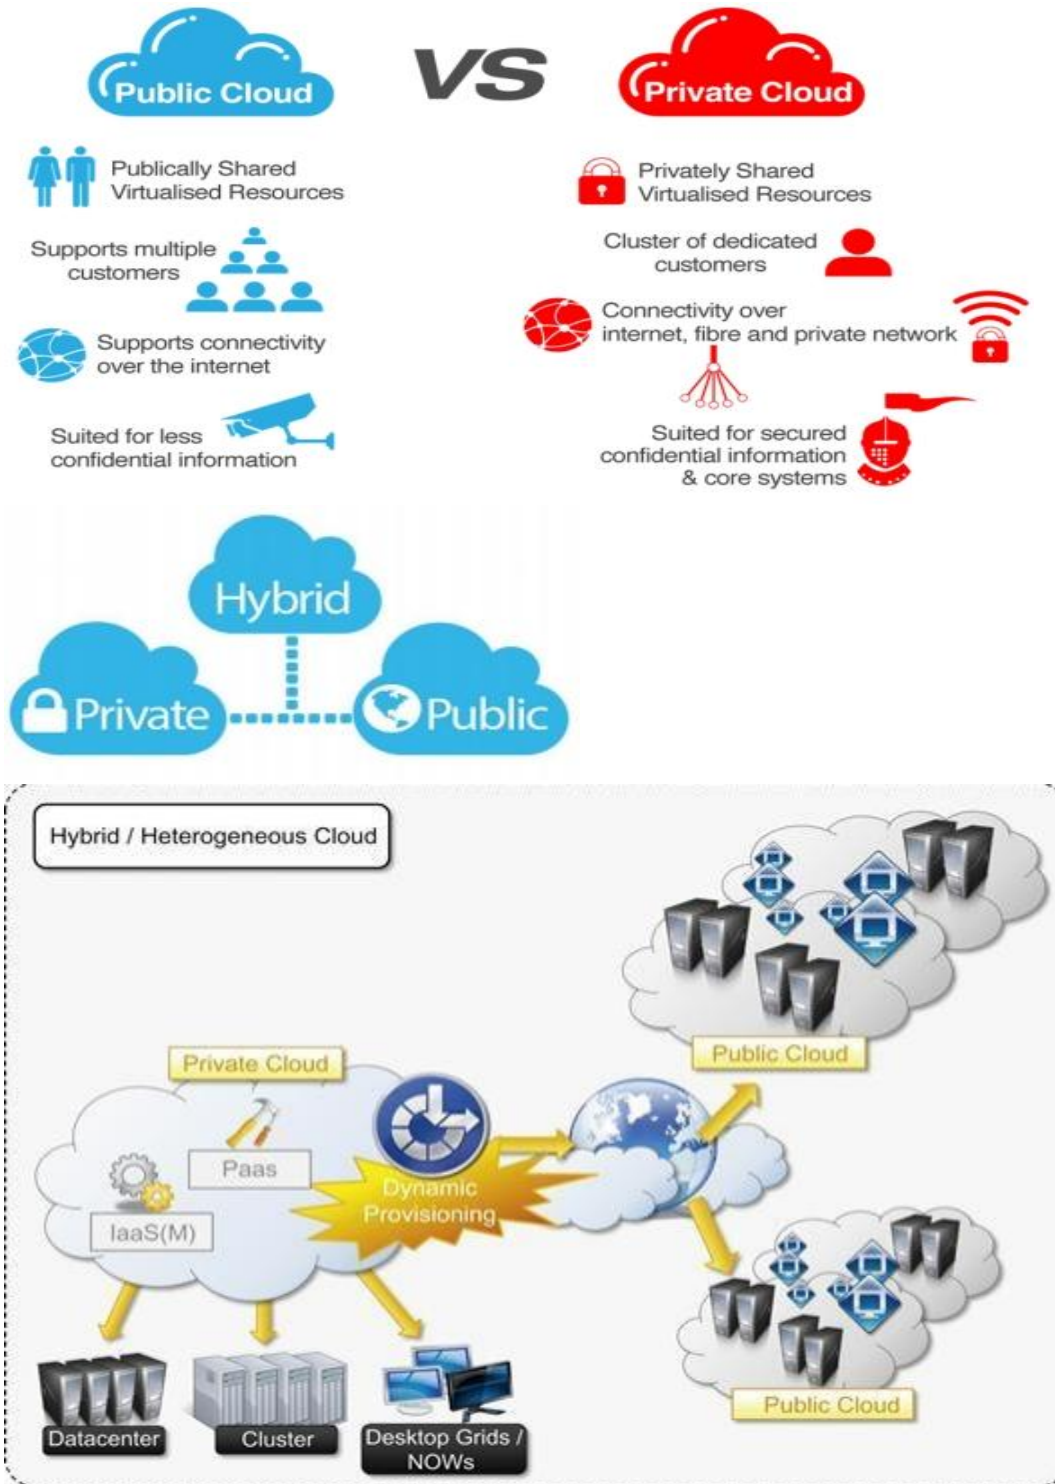 Public Cloud
VS
Private Cloud
Publically Shared
Virtualised Resources
Supports multiple
customers
Supports connectivity
over the internet
Suited for less
confidential information
Privately Shared
Virtualised Resources
Cluster of dedicated
customers
Connectivity over
internet, fibre and private network
Suited for secured
confidential information
& core systems
Hybrid
Private
Public
Hybrid / Heterogeneous Cloud
Public Cloud
Private Cloud
Paas
IaaS(M)
Dynamic
Provisioning
Public Cloud
Datacenter
Cluster
Desktop Grids /
NOWs